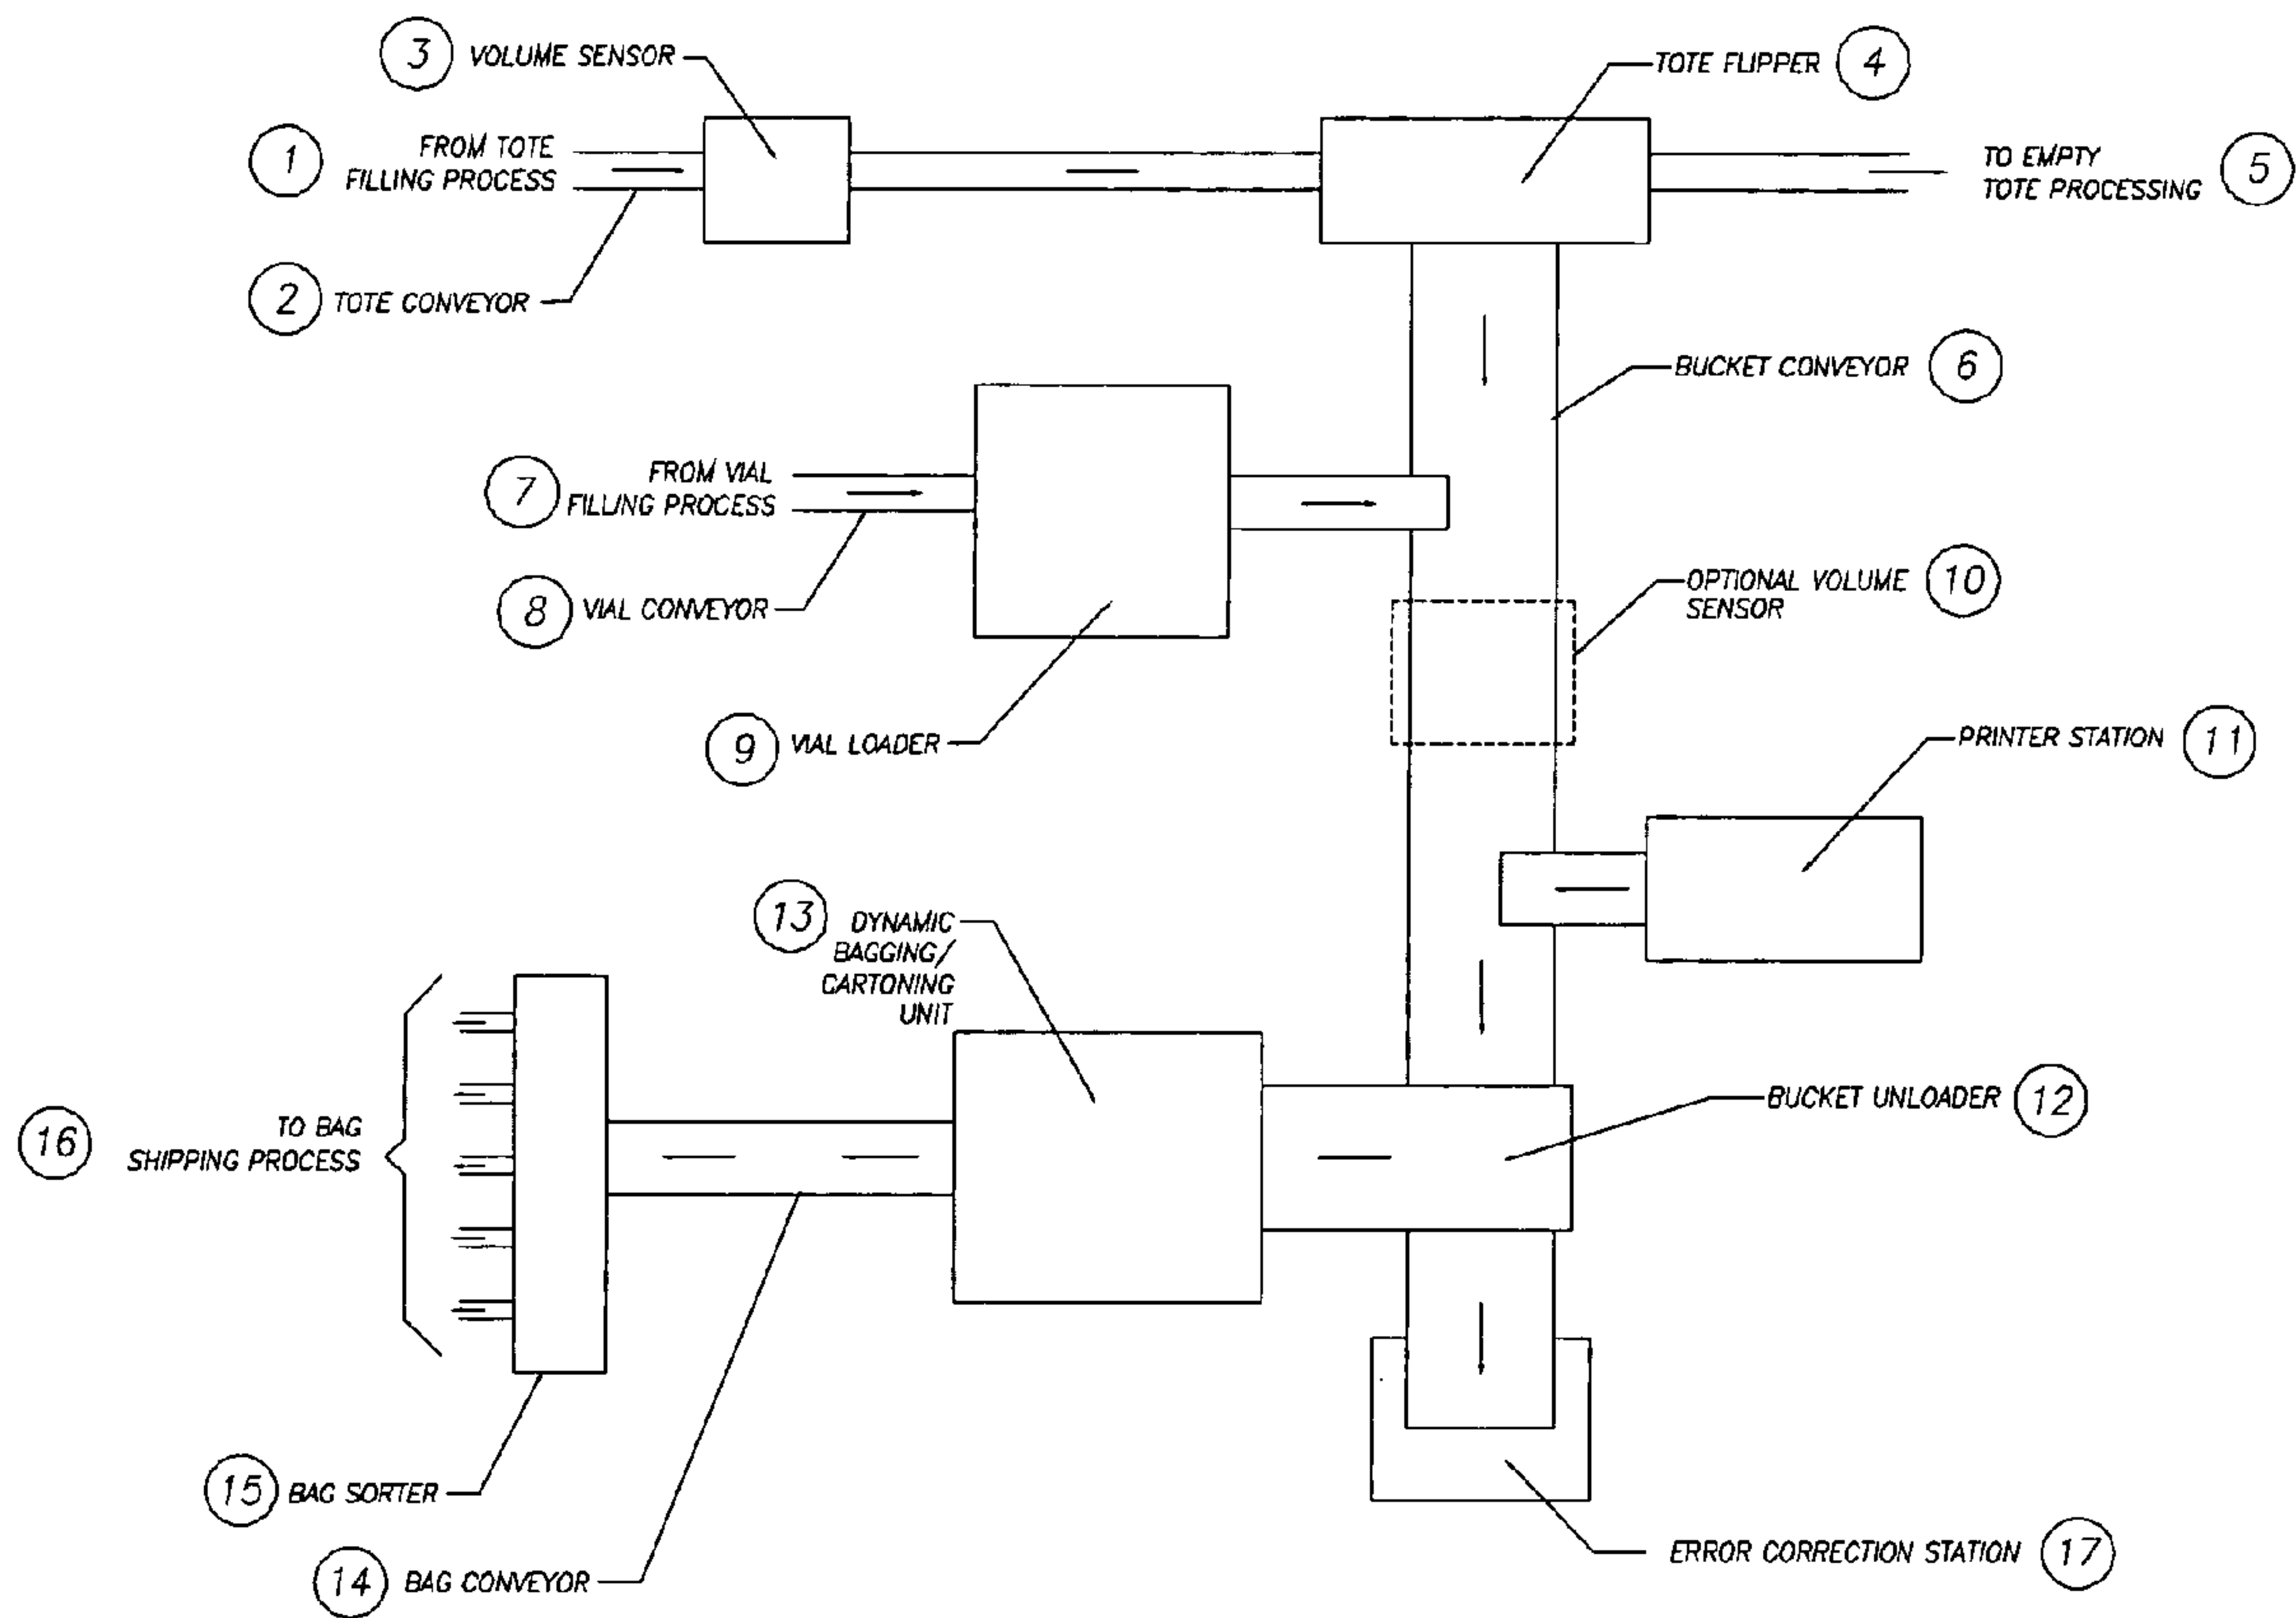 3 VOLUME SENSOR
TOTE FLIPPER 4
1 FROM TOTE
FILLING PROCESS
TO EMPTY
TOTE PROCESSING 5
2 TOTE CONVEYOR
BUCKET CONVEYOR 6
7 FROM VIAL
FILLING PROCESS
8 VIAL CONVEYOR
OPTIONAL VOLUME
SENSOR 10
9 VIAL LOADER
PRINTER STATION 11
13 DYNAMIC
BAGGING/
CARTONING
UNIT
BUCKET UNLOADER 12
16 TO BAG
SHIPPING PROCESS
15 BAG SORTER
14 BAG CONVEYOR
ERROR CORRECTION STATION 17